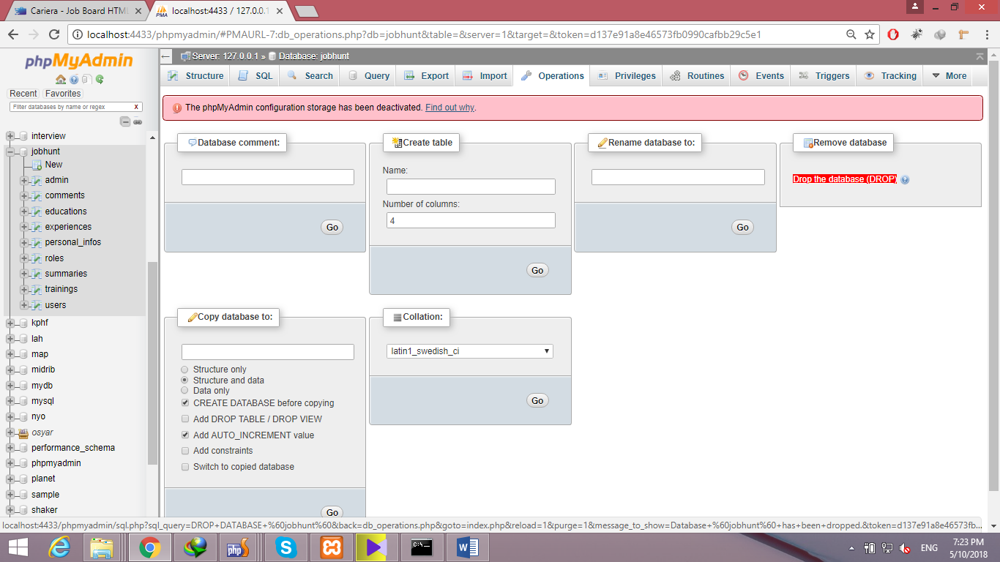 Cariera - Job Board HTML
localhost:4433 / 127.0.0.1
localhost:4433/phpmyadmin/#PMAURL-7:db_operations.php?db=jobhunt&table=&server=1&target=&token=d137e91a8e46573fb0990cafbb29c5e1
phpMyAdmin
Recent Favorites
Filter databases by name or regex X
interview
jobhunt
New
admin
comments
educations
experiences
personal_infos
roles
summaries
trainings
users
kphf
lah
map
midrib
mydb
mysql
nyo
osyar
performance_schema
phpmyadmin
planet
sample
shaker
Server: 127.0.0.1 » Database: jobhunt
Structure SQL Search Query Export Import Operations Privileges Routines Events Triggers Tracking More
The phpMyAdmin configuration storage has been deactivated. Find out why.
Database comment:
Go
Create table
Name:
Number of columns:
4
Go
Rename database to:
Go
Remove database
Drop the database (DROP)
Copy database to:
Structure only
Structure and data
Data only
CREATE DATABASE before copying
Add DROP TABLE / DROP VIEW
Add AUTO_INCREMENT value
Add constraints
Switch to copied database
Go
Collation:
latin1_swedish_ci
Go
localhost:4433/phpmyadmin/sql.php?sql_query=DROP+DATABASE+%60jobhunt%60&back=db_operations.php&goto=index.php&reload=1&purge=1&message_to_show=Database+%60jobhunt%60+has+been+dropped.&token=d137e91a8e46573fb...
ENG
7:23 PM
5/10/2018